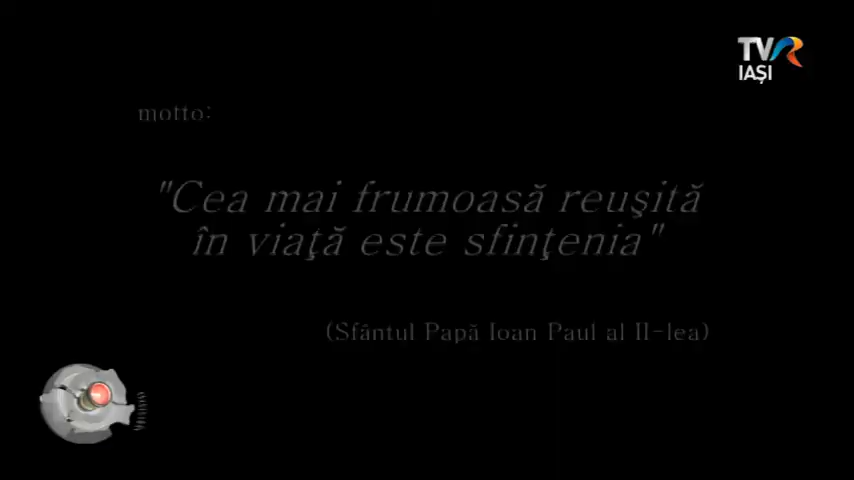 TVR
IAȘI
motto:
"Cea mai frumoasă reuşită
în viaţă este sfinţenia"
(Sfântul Papă Ioan Paul al II-lea)